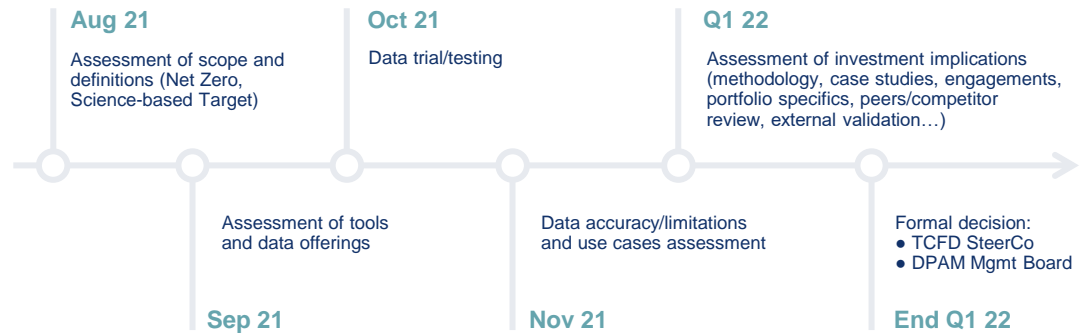 Aug 21
Assessment of scope and
definitions (Net Zero,
Science-based Target)
Oct 21
Data trial/testing
Q1 22
Assessment of investment implications
(methodology, case studies, engagements,
portfolio specifics, peers/competitor
review, external validation…)
Assessment of tools
and data offerings
Sep 21
Data accuracy/limitations
and use cases assessment
Nov 21
Formal decision:
● TCFD SteerCo
● DPAM Mgmt Board
End Q1 22